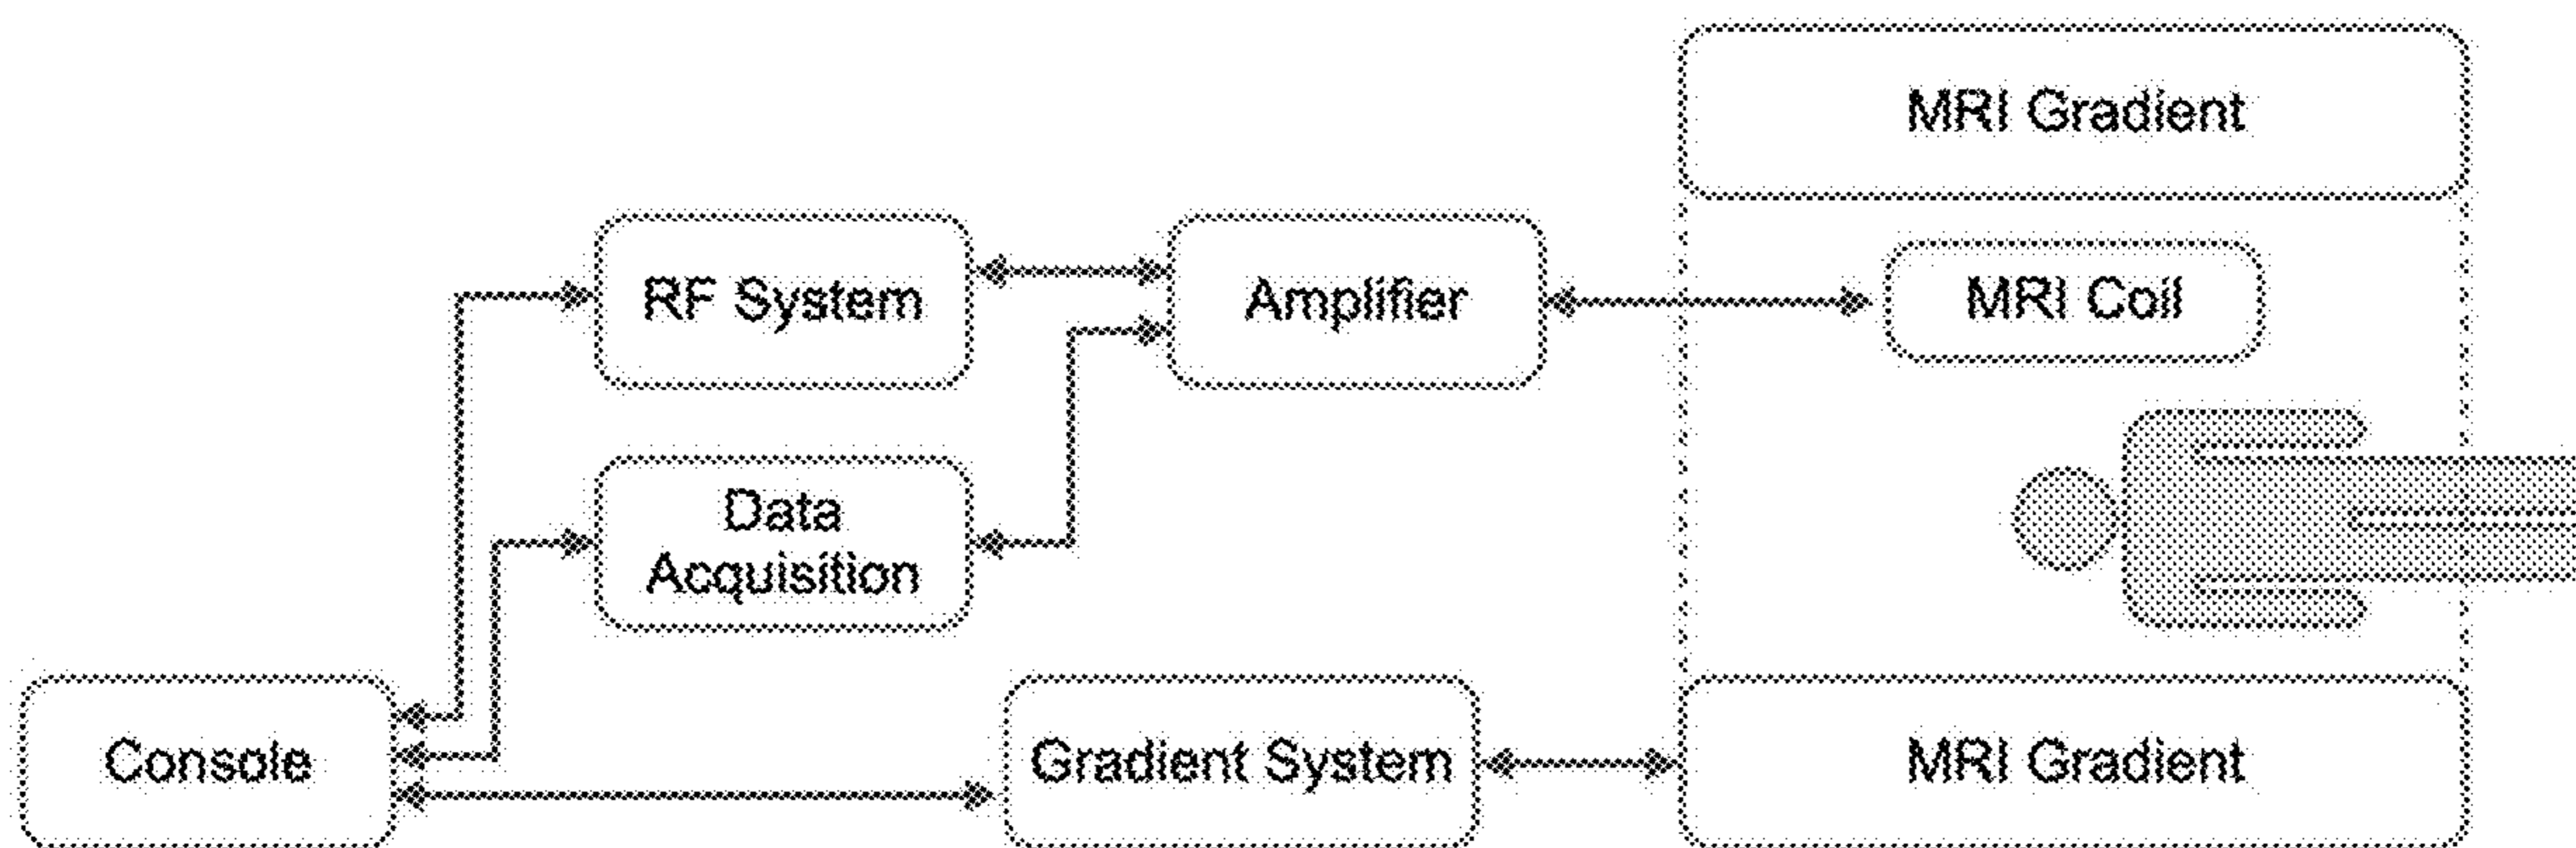 MRI Gradient
RF System
Amplifier
MRI Coil
Data
Acquisition
Console
Gradient System
MRI Gradient